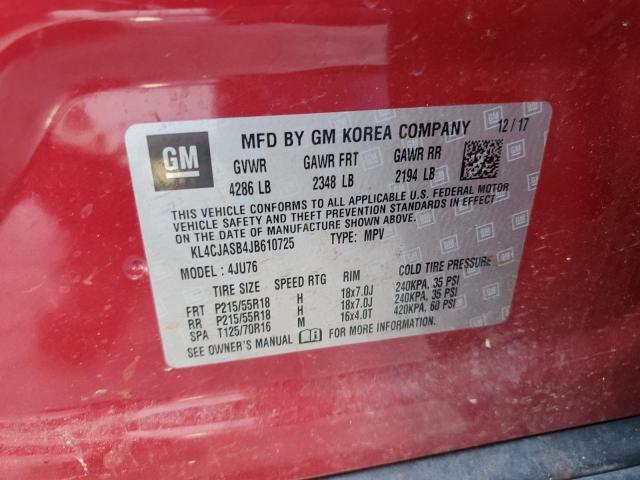 GM
MFD BY GM KOREA COMPANY 12/17
GVWR GAWR FRT GAWR RR
4286 LB 2348 LB 2194 LB
THIS VEHICLE CONFORMS TO ALL APPLICABLE U.S. FEDERAL MOTOR
VEHICLE SAFETY, BUMPER, AND THEFT PREVENTION STANDARDS IN EFFECT
ON THE DATE OF MANUFACTURE SHOWN ABOVE.
KL4CJASB4JB610725 TYPE: MPV
MODEL: 4JU76
TIRE SIZE SPEED RTG RIM COLD TIRE PRESSURE
FRT P215/55R18 H 18x7.0J 240KPA, 35 PSI
RR P215/55R18 H 18x7.0J 240KPA, 35 PSI
SPA T125/70R16 M 16x4.0T 420KPA, 60 PSI
SEE OWNER'S MANUAL FOR MORE INFORMATION